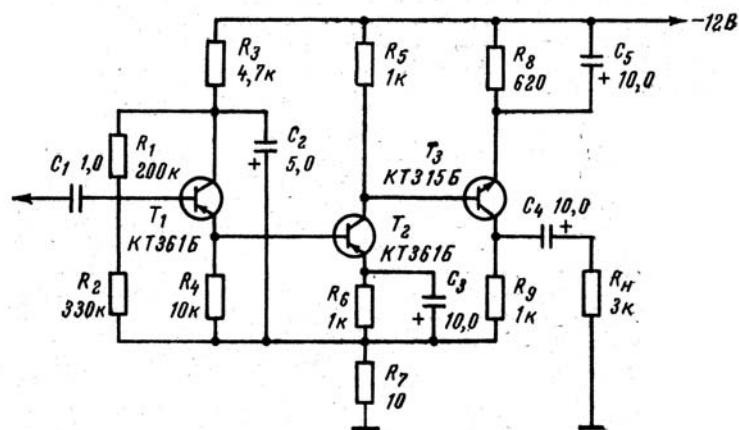 -12В
R3
4,7к
R5
1к
R8
620
C5
+ 10,0
C1 1,0
R1
200к
C2
+
5,0
T1
КТ361Б
T3
КТ315Б
T2
КТ361Б
C4 10,0
+
R2
330к
R4
10к
R6
1к
C3
+
10,0
R9
1к
Rн
3к
R7
10